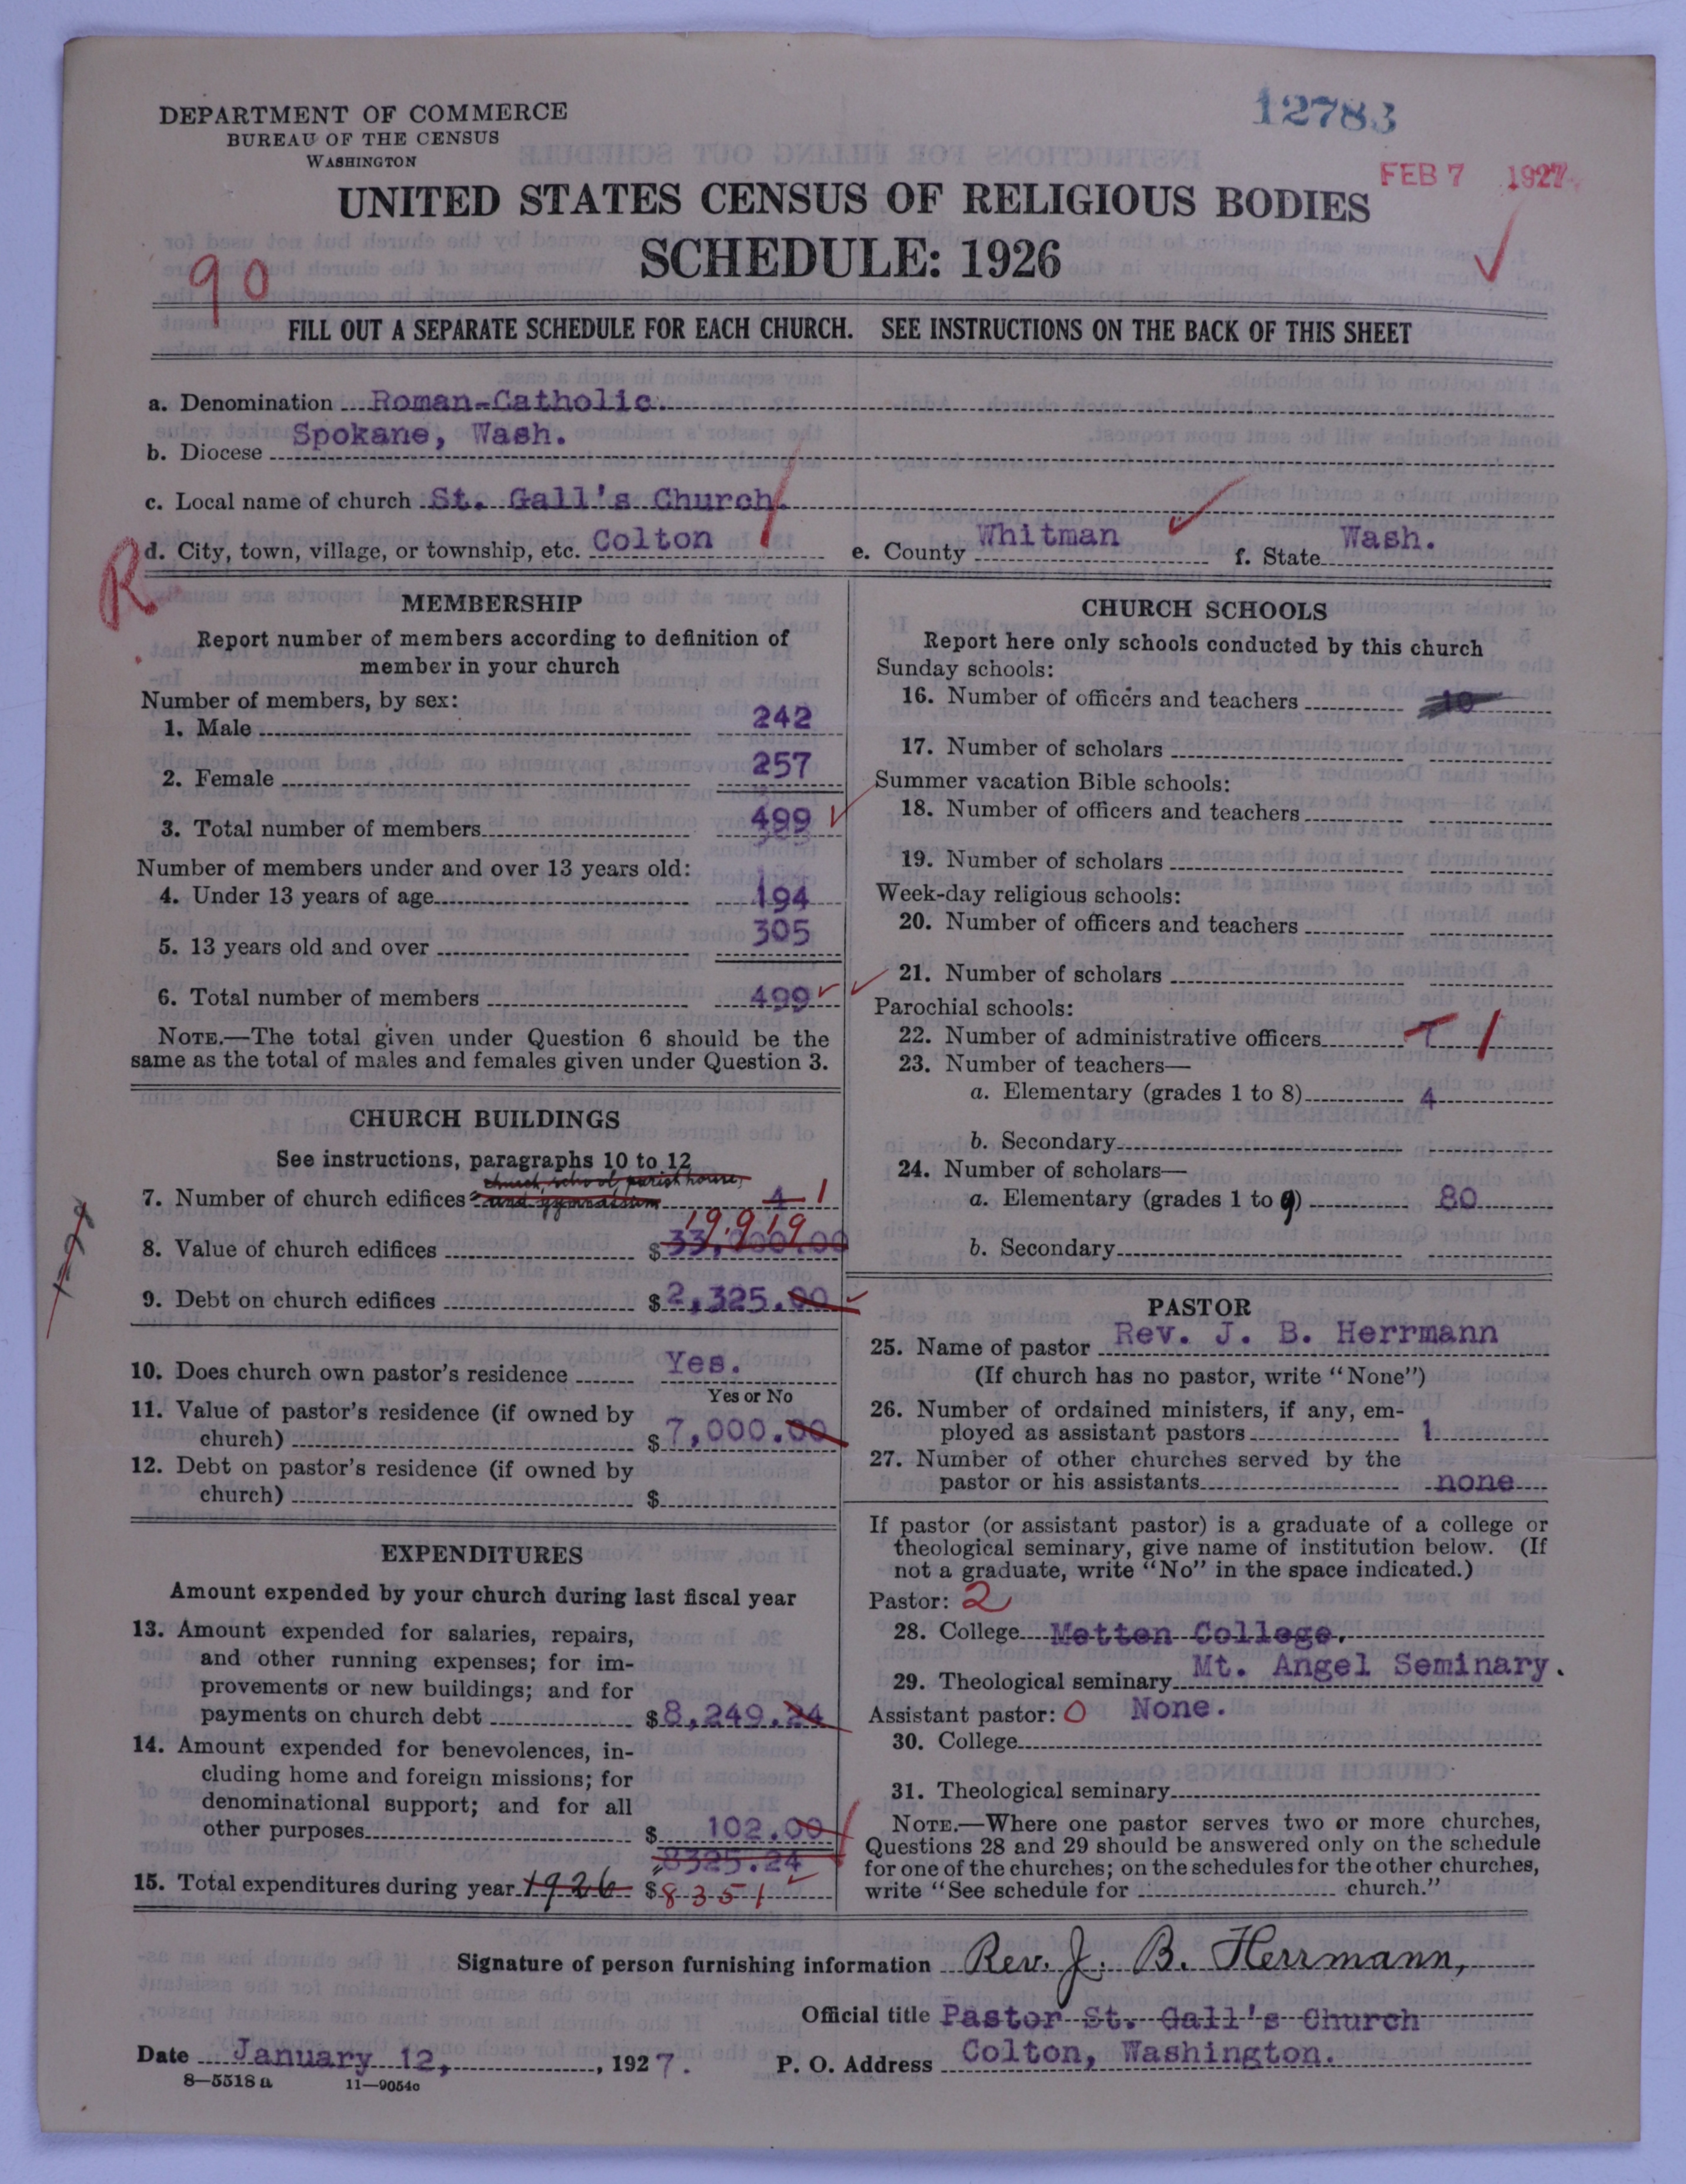 DEPARTMENT OF COMMERCE
BUREAU OF THE CENSUS
WASHINGTON
12783
FEB 7 1927
UNITED STATES CENSUS OF RELIGIOUS BODIES
SCHEDULE: 1926
90
FILL OUT A SEPARATE SCHEDULE FOR EACH CHURCH. SEE INSTRUCTIONS ON THE BACK OF THIS SHEET
a. Denomination Roman-Catholic.
b. Diocese Spokane, Wash.
c. Local name of church St. Gall's Church.
R
d. City, town, village, or township, etc. Colton e. County Whitman f. State Wash.
MEMBERSHIP
Report number of members according to definition of
member in your church
Number of members, by sex:
1. Male 242
2. Female 257
3. Total number of members 499
Number of members under and over 13 years old:
4. Under 13 years of age 194
5. 13 years old and over 305
6. Total number of members 499
NOTE.—The total given under Question 6 should be the
same as the total of males and females given under Question 3.
CHURCH BUILDINGS
See instructions, paragraphs 10 to 12
church, school, parish house,
7. Number of church edifices and gymnasium 4 1
19,919
8. Value of church edifices $
9. Debt on church edifices $2,325.00
10. Does church own pastor's residence Yes.
Yes or No
11. Value of pastor's residence (if owned by
church) $7,000.00
12. Debt on pastor's residence (if owned by
church) $
EXPENDITURES
Amount expended by your church during last fiscal year
13. Amount expended for salaries, repairs,
and other running expenses; for im-
provements or new buildings; and for
payments on church debt $8,249.24
14. Amount expended for benevolences, in-
cluding home and foreign missions; for
denominational support; and for all
other purposes $ 102.00
8325.24
15. Total expenditures during year 1926 $8351
CHURCH SCHOOLS
Report here only schools conducted by this church
Sunday schools:
16. Number of officers and teachers 10
17. Number of scholars
Summer vacation Bible schools:
18. Number of officers and teachers
19. Number of scholars
Week-day religious schools:
20. Number of officers and teachers
21. Number of scholars
Parochial schools:
22. Number of administrative officers 1
23. Number of teachers—
a. Elementary (grades 1 to 8) 4
b. Secondary
24. Number of scholars—
a. Elementary (grades 1 to 9) 80
b. Secondary
PASTOR
25. Name of pastor Rev. J. B. Herrmann
(If church has no pastor, write "None")
26. Number of ordained ministers, if any, em-
ployed as assistant pastors 1
27. Number of other churches served by the
pastor or his assistants none
If pastor (or assistant pastor) is a graduate of a college or
theological seminary, give name of institution below. (If
not a graduate, write "No" in the space indicated.)
Pastor: 2
28. College Metten College.
29. Theological seminary Mt. Angel Seminary.
Assistant pastor: 0 None.
30. College
31. Theological seminary
NOTE.—Where one pastor serves two or more churches,
Questions 28 and 29 should be answered only on the schedule
for one of the churches; on the schedules for the other churches,
write "See schedule for church."
Signature of person furnishing information Rev. J. B. Herrmann,
Official title Pastor St. Gall's Church
Date January 12, , 1927. P. O. Address Colton, Washington.
8—5518 a 11—9054c